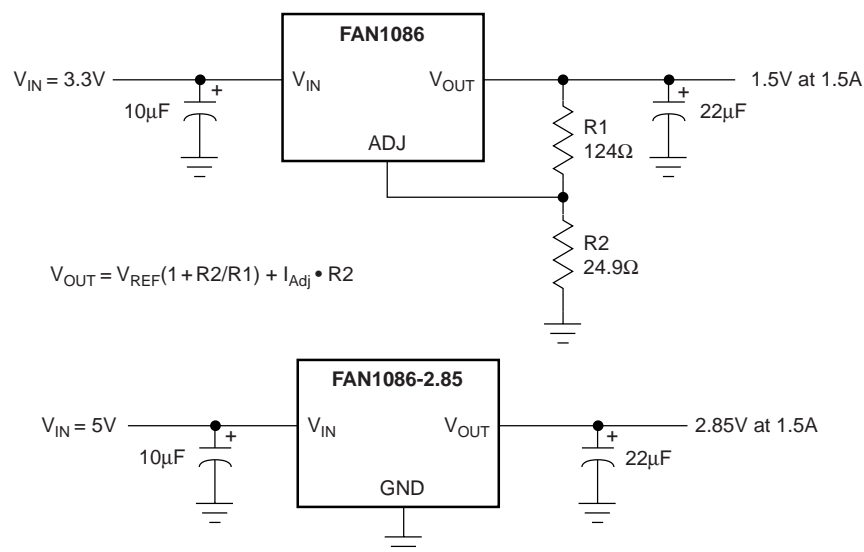 FAN1086
V_IN = 3.3V
V_IN
V_OUT
1.5V at 1.5A
10μF
+
+
22μF
R1
124Ω
ADJ
R2
24.9Ω
V_OUT = V_REF(1 + R2/R1) + I_Adj • R2
FAN1086-2.85
V_IN = 5V
V_IN
V_OUT
2.85V at 1.5A
10μF
+
+
22μF
GND